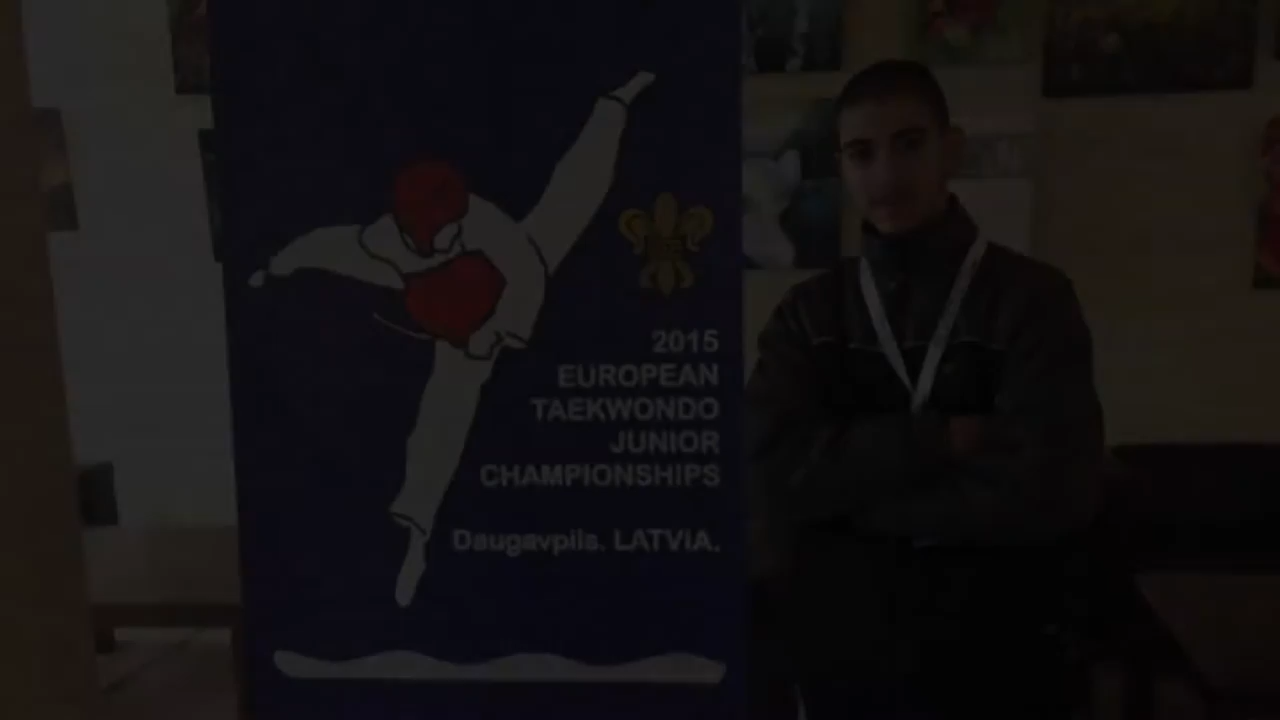 2015
EUROPEAN
TAEKWONDO
JUNIOR
CHAMPIONSHIPS
Daugavpils. LATVIA.